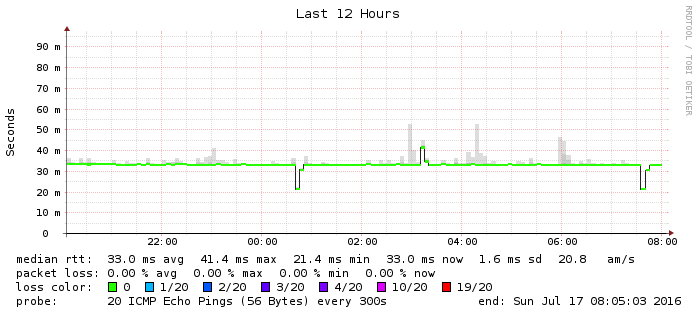 Last 12 Hours
RRDTOOL / TOBI OETIKER
Seconds
90 m
80 m
70 m
60 m
50 m
40 m
30 m
20 m
10 m
0
22:00 00:00 02:00 04:00 06:00 08:00
median rtt: 33.0 ms avg 41.4 ms max 21.4 ms min 33.0 ms now 1.6 ms sd 20.8 am/s
packet loss: 0.00 % avg 0.00 % max 0.00 % min 0.00 % now
loss color: 0 1/20 2/20 3/20 4/20 10/20 19/20
probe: 20 ICMP Echo Pings (56 Bytes) every 300s end: Sun Jul 17 08:05:03 2016